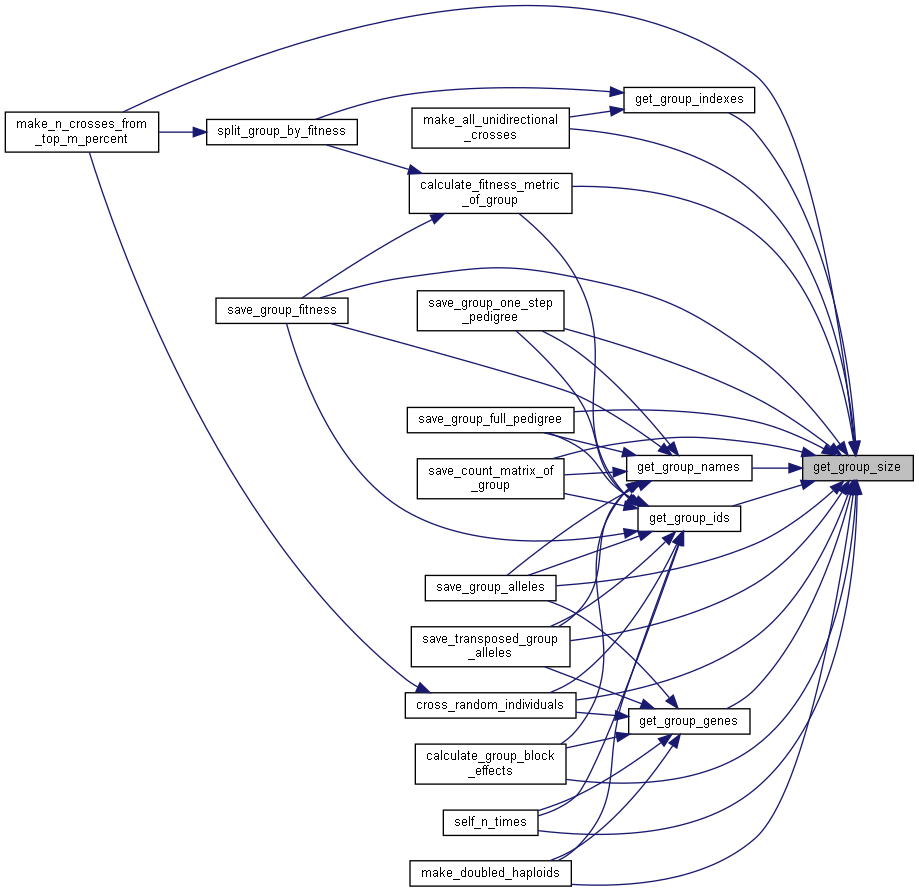 get_group_indexes
make_n_crosses_from
_top_m_percent
split_group_by_fitness
make_all_unidirectional
_crosses
calculate_fitness_metric
_of_group
save_group_fitness
save_group_one_step
_pedigree
save_group_full_pedigree
get_group_names
get_group_size
save_count_matrix_of
_group
get_group_ids
save_group_alleles
save_transposed_group
_alleles
cross_random_individuals
get_group_genes
calculate_group_block
_effects
self_n_times
make_doubled_haploids